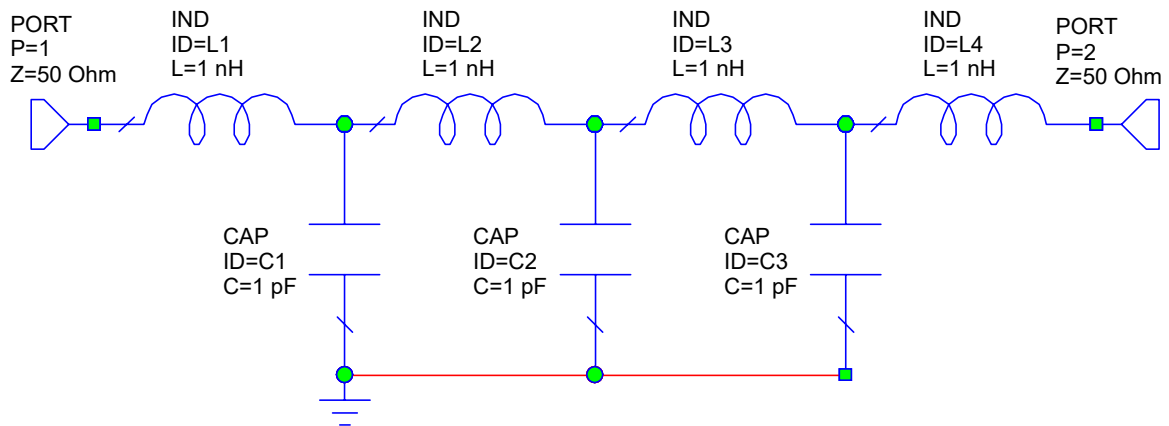 PORT
P=1
Z=50 Ohm
IND
ID=L1
L=1 nH
IND
ID=L2
L=1 nH
IND
ID=L3
L=1 nH
IND
ID=L4
L=1 nH
PORT
P=2
Z=50 Ohm
CAP
ID=C1
C=1 pF
CAP
ID=C2
C=1 pF
CAP
ID=C3
C=1 pF